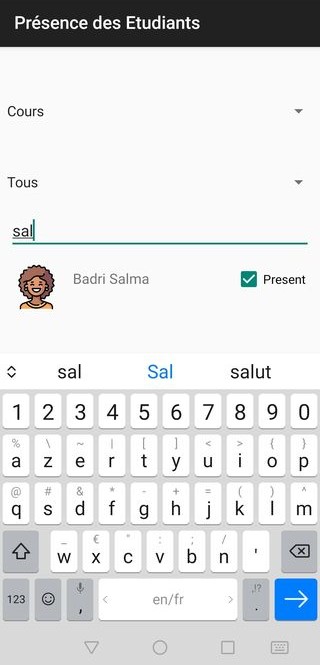 Présence des Etudiants
Cours
Tous
sal
Badri Salma Present
sal Sal salut
1 2 3 4 5 6 7 8 9 0
% \ ~ | [ ] < > { }
a z e r t y u i o p
@ # & * - + = ( ) ^
q s d f g h j k l m
_ € " : ; /
w x c v b n '
123 , en/fr ,!? .